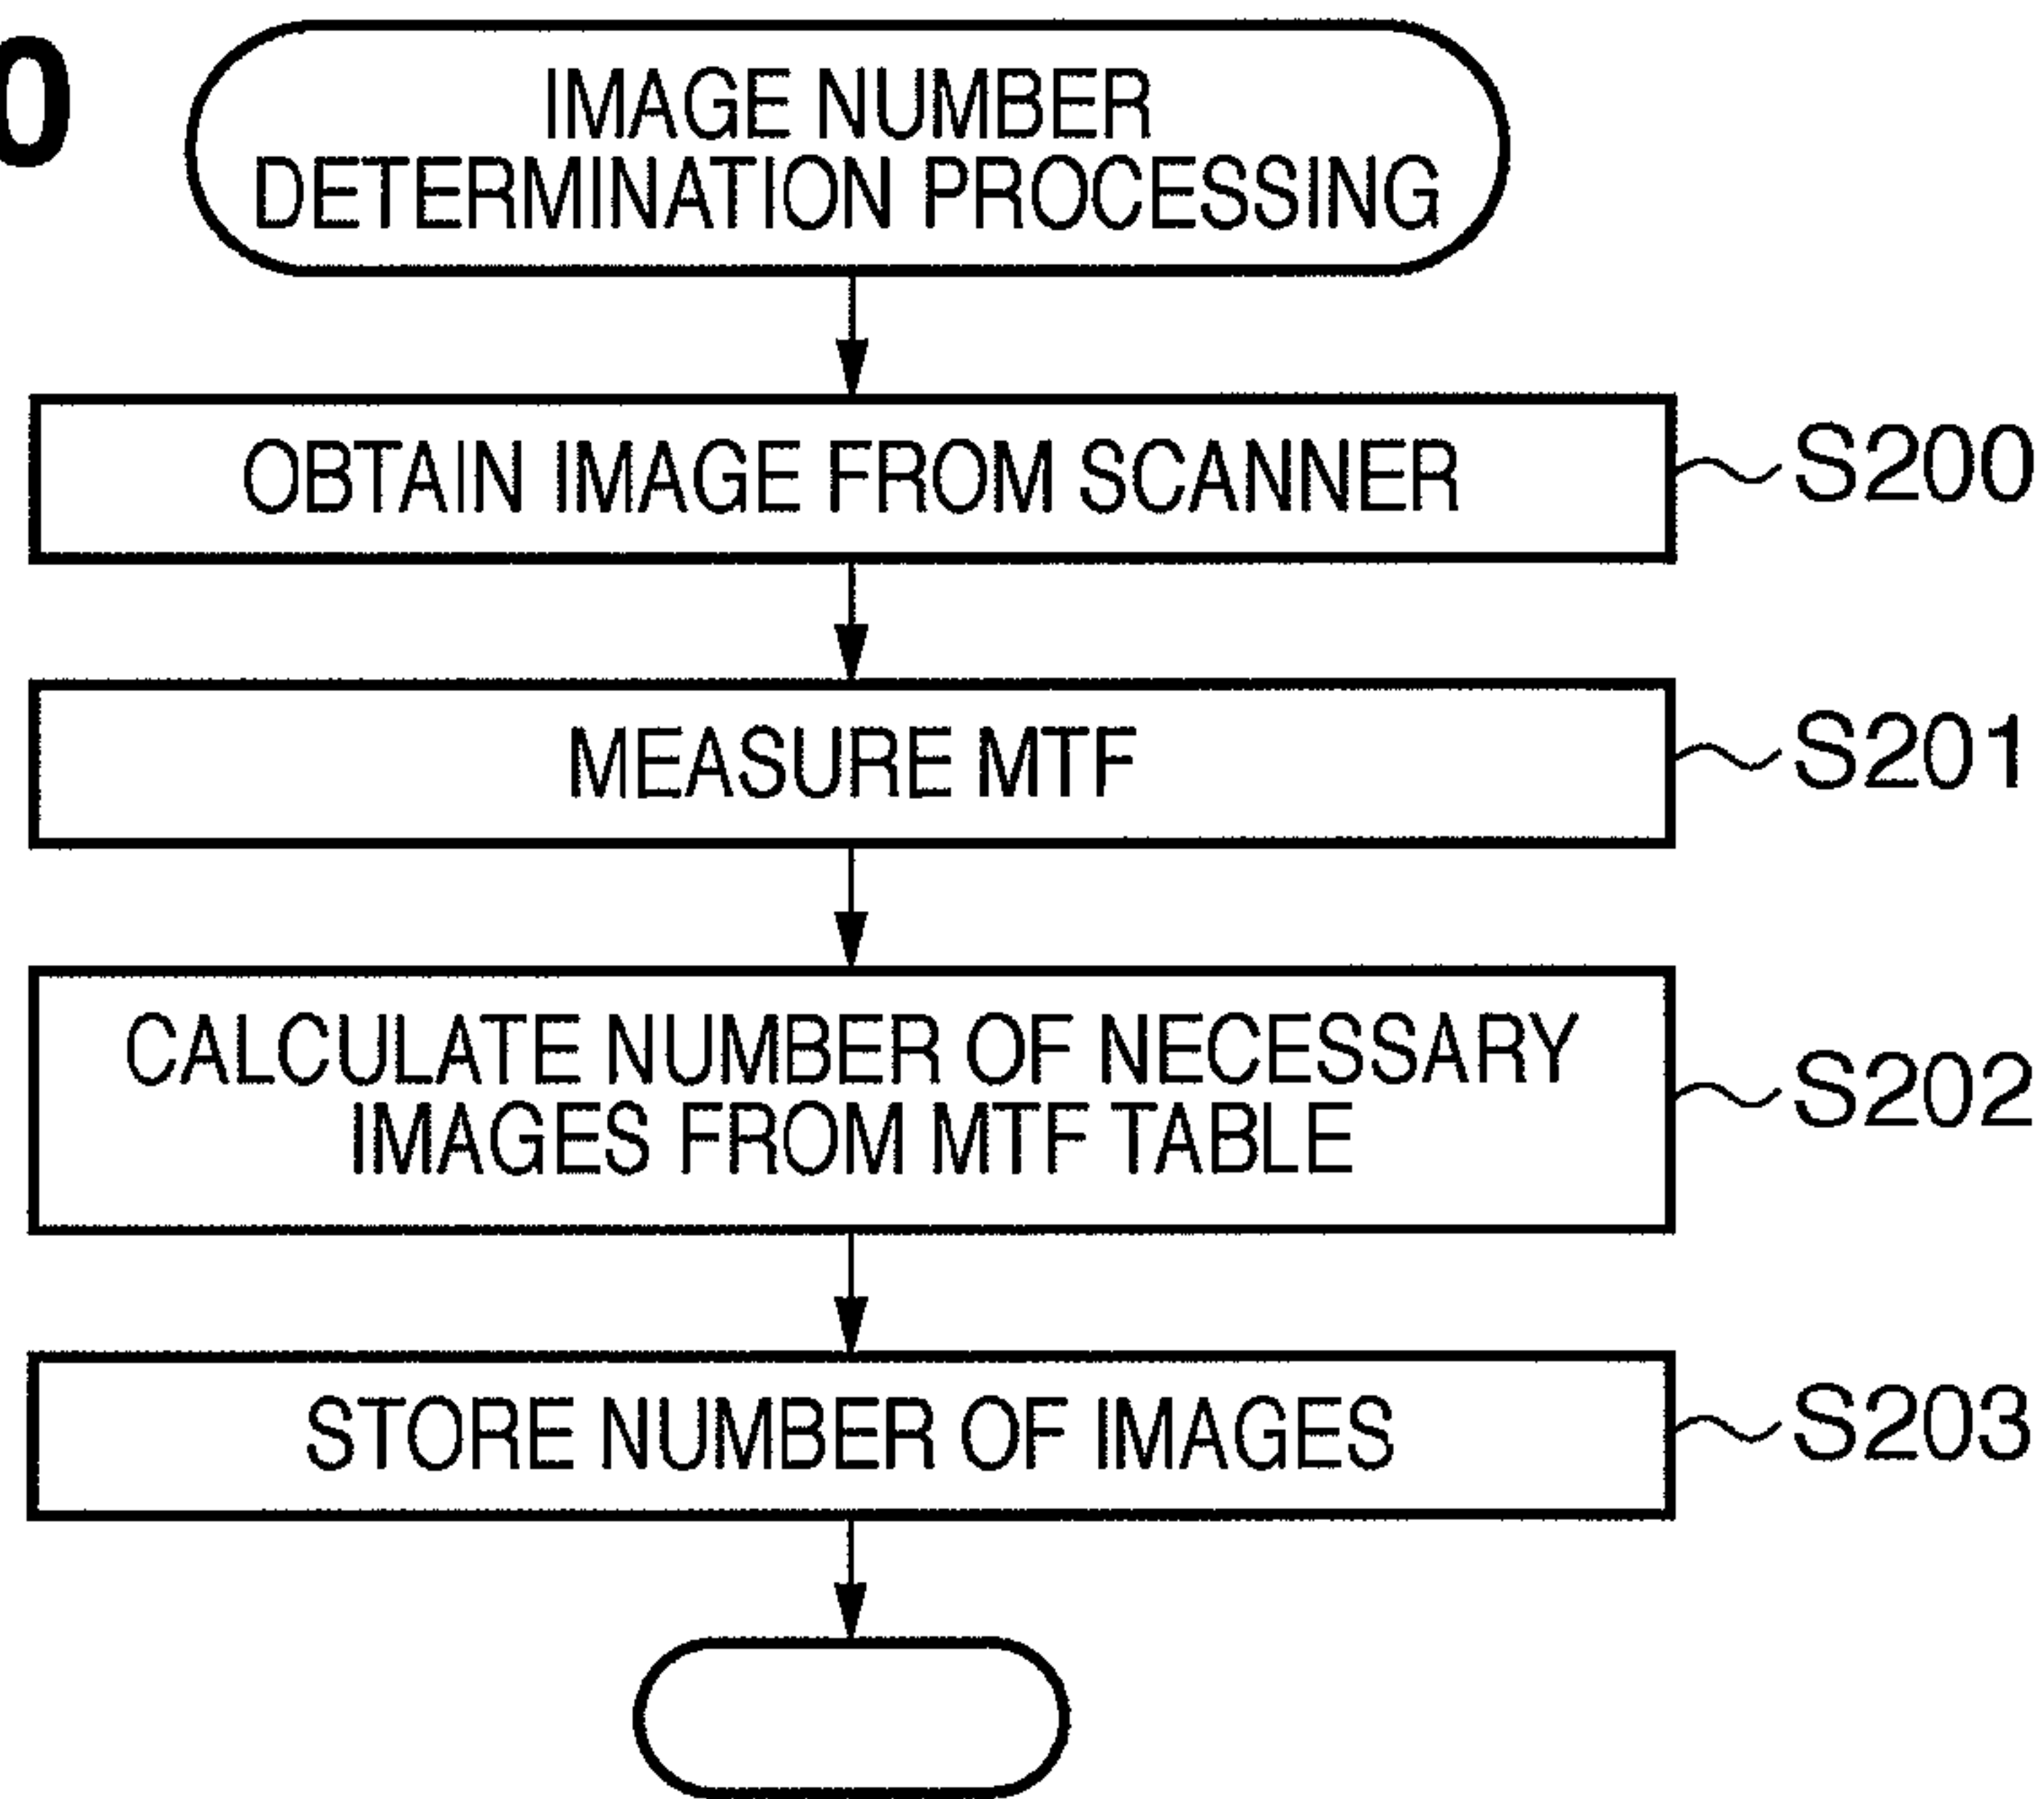 0
IMAGE NUMBER
DETERMINATION PROCESSING
OBTAIN IMAGE FROM SCANNER
S200
MEASURE MTF
S201
CALCULATE NUMBER OF NECESSARY
IMAGES FROM MTF TABLE
S202
STORE NUMBER OF IMAGES
S203